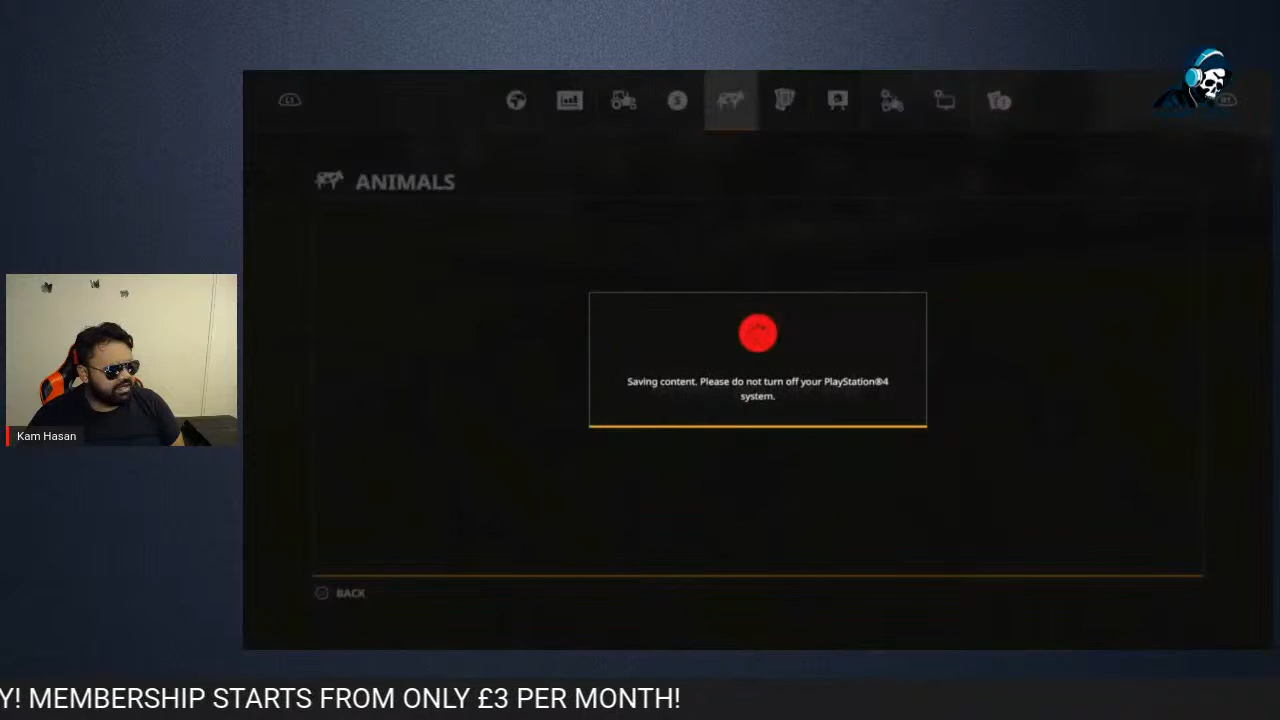 ANIMALS
Saving content. Please do not turn off your PlayStation®4
system.
Kam Hasan
BACK
Y! MEMBERSHIP STARTS FROM ONLY £3 PER MONTH!